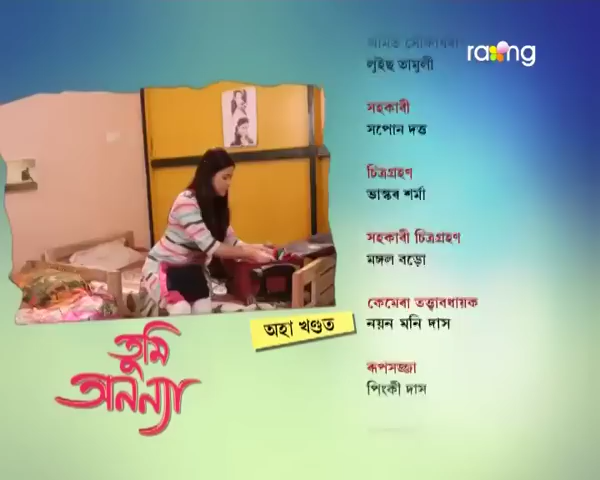 rang
লুইছ তামুলী
সহকাৰী
সপোন দত্ত
চিত্ৰগ্ৰহণ
ভাস্কৰ শৰ্মা
সহকাৰী চিত্ৰগ্ৰহণ
মঙ্গল বড়ো
কেমেৰা তত্ত্বাবধায়ক
নয়ন মনি দাস
ৰূপসজ্জা
পিংকী দাস
অহা খণ্ডত
তুমি
অনন্যা